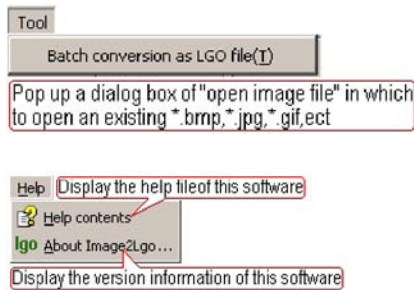 Tool
Batch conversion as LGO file(T)
Pop up a dialog box of "open image file" in which
to open an existing *.bmp,*.jpg,*.gif,ect
Help Display the help fileof this software
Help contents
lgo About Image2Lgo...
Display the version information of this software